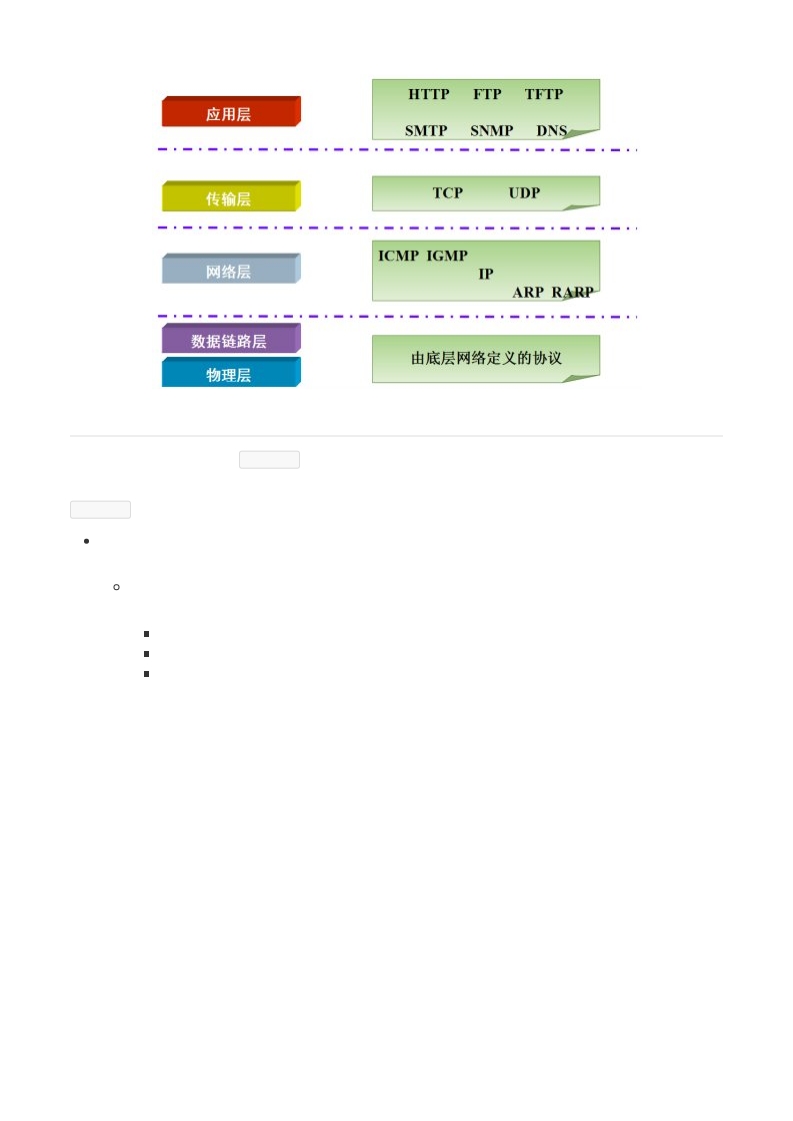 应用层
HTTP FTP TFTP
SMTP SNMP DNS
传输层
TCP UDP
网络层
ICMP IGMP
IP
ARP RARP
数据链路层
物理层
由底层网络定义的协议